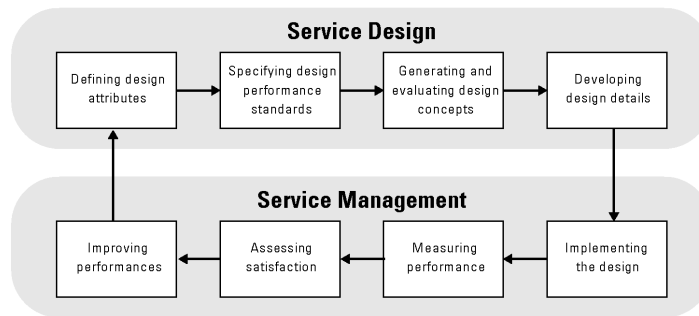 Service Design
Defining design
attributes
Specifying design
performance
standards
Generating and
evaluating design
concepts
Developing
design details
Service Management
Improving
performances
Assessing
satisfaction
Measuring
performance
Implementing
the design